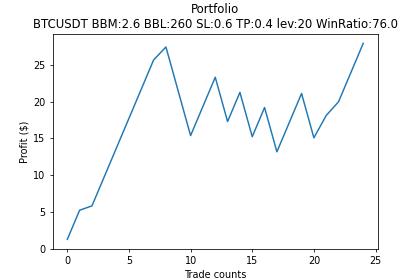 Portfolio
BTCUSDT BBM:2.6 BBL:260 SL:0.6 TP:0.4 lev:20 WinRatio:76.0
Profit ($)
25
20
15
10
5
0
0 5 10 15 20 25
Trade counts